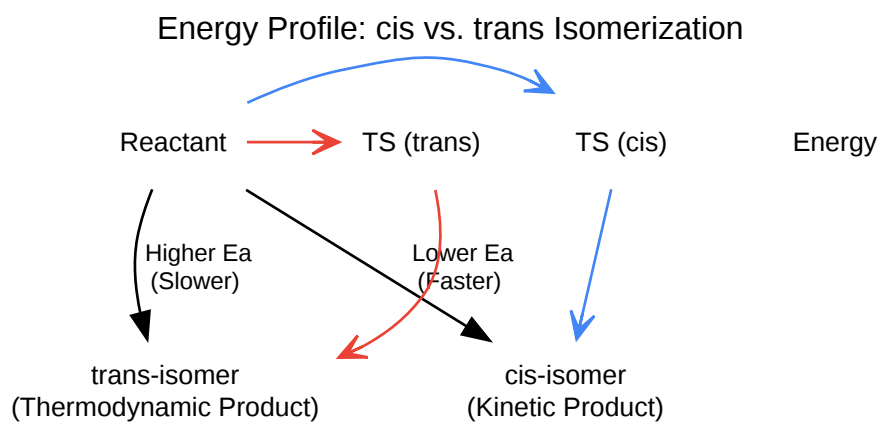 Energy Profile: cis vs. trans Isomerization
Reactant
TS (trans)
TS (cis)
Energy
Higher Ea
(Slower)
Lower Ea
(Faster)
trans-isomer
(Thermodynamic Product)
cis-isomer
(Kinetic Product)